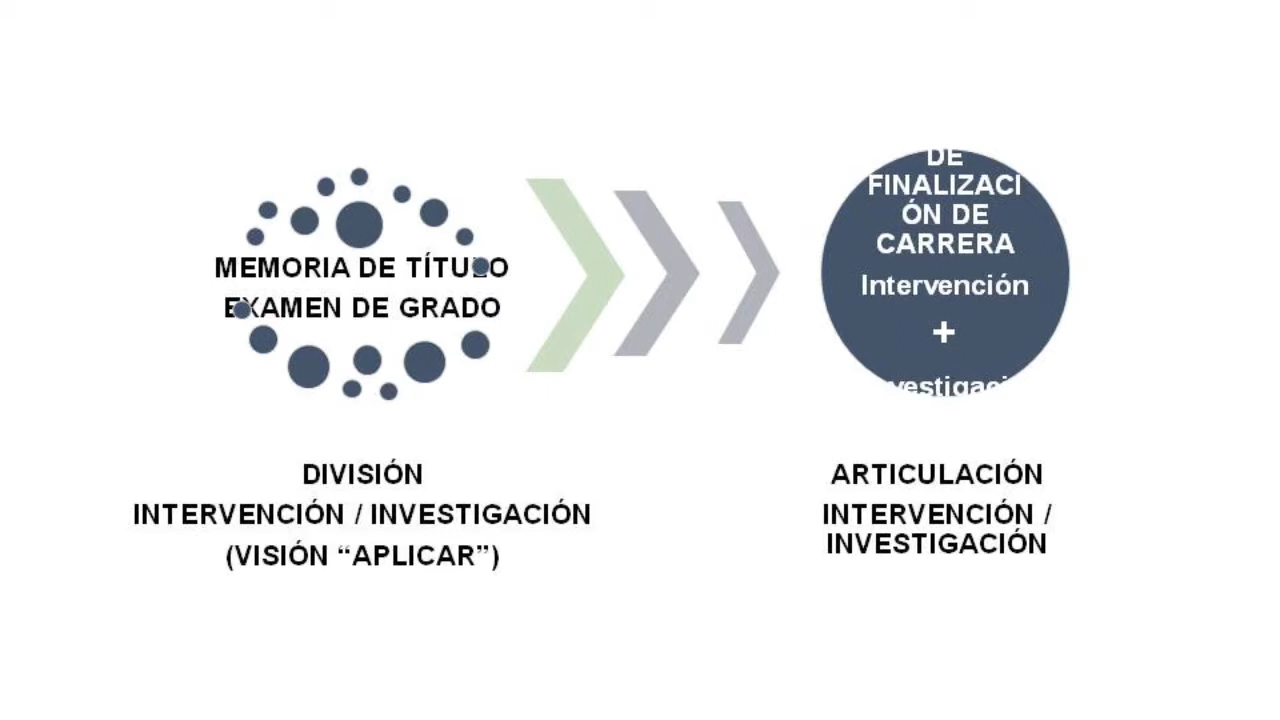 MEMORIA DE TÍTULO
EXAMEN DE GRADO
DE
FINALIZACI
ÓN DE
CARRERA
Intervención
+
DIVISIÓN
INTERVENCIÓN / INVESTIGACIÓN
(VISIÓN “APLICAR”)
ARTICULACIÓN
INTERVENCIÓN /
INVESTIGACIÓN